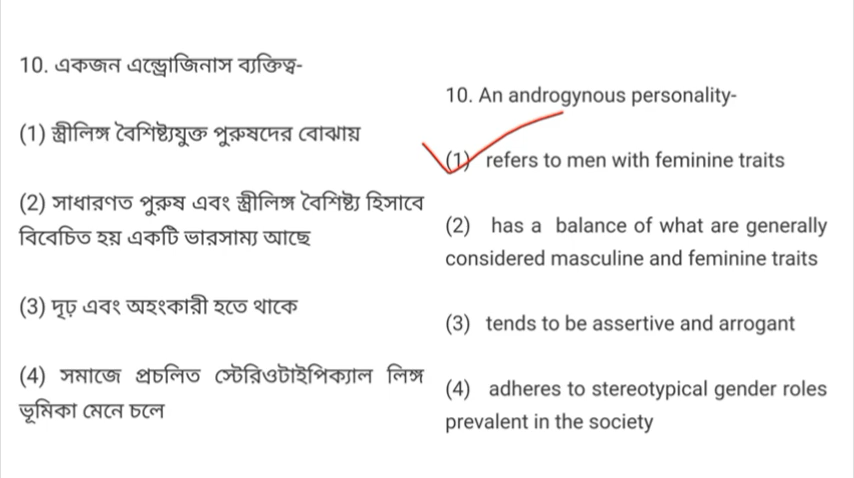 10. একজন এন্ড্রোজিনাস ব্যক্তিত্ব-
(1) স্ত্রীলিঙ্গ বৈশিষ্ট্যযুক্ত পুরুষদের বোঝায়
(2) সাধারণত পুরুষ এবং স্ত্রীলিঙ্গ বৈশিষ্ট্য হিসাবে
বিবেচিত হয় একটি ভারসাম্য আছে
(3) দৃঢ় এবং অহংকারী হতে থাকে
(4) সমাজে প্রচলিত স্টেরিওটাইপিক্যাল লিঙ্গ
ভূমিকা মেনে চলে
10. An androgynous personality-
(1) refers to men with feminine traits
(2) has a balance of what are generally
considered masculine and feminine traits
(3) tends to be assertive and arrogant
(4) adheres to stereotypical gender roles
prevalent in the society